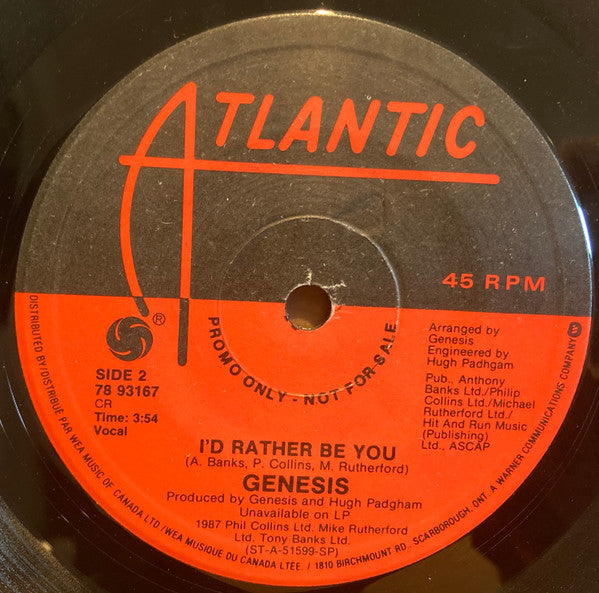 ATLANTIC
45 RPM
®
PROMO ONLY - NOT FOR SALE
SIDE 2
78 93167
CR
Time: 3:54
Vocal
Arranged by
Genesis
Engineered by
Hugh Padhgam
Pub., Anthony
Banks Ltd./Philip
Collins Ltd./Michael
Rutherford Ltd./
Hit And Run Music
(Publishing)
Ltd., ASCAP
I'D RATHER BE YOU
(A. Banks, P. Collins, M. Rutherford)
GENESIS
Produced by Genesis and Hugh Padgham
Unavailable on LP
1987 Phil Collins Ltd. Mike Rutherford
Ltd. Tony Banks Ltd.
(ST-A-51599-SP)
DISTRIBUTED BY/DISTRIBUÉ PAR WEA MUSIC OF CANADA LTD./WEA MUSIQUE DU CANADA LTÉE. / 1810 BIRCHMOUNT RD. SCARBOROUGH, ONT. A WARNER COMMUNICATIONS COMPANY